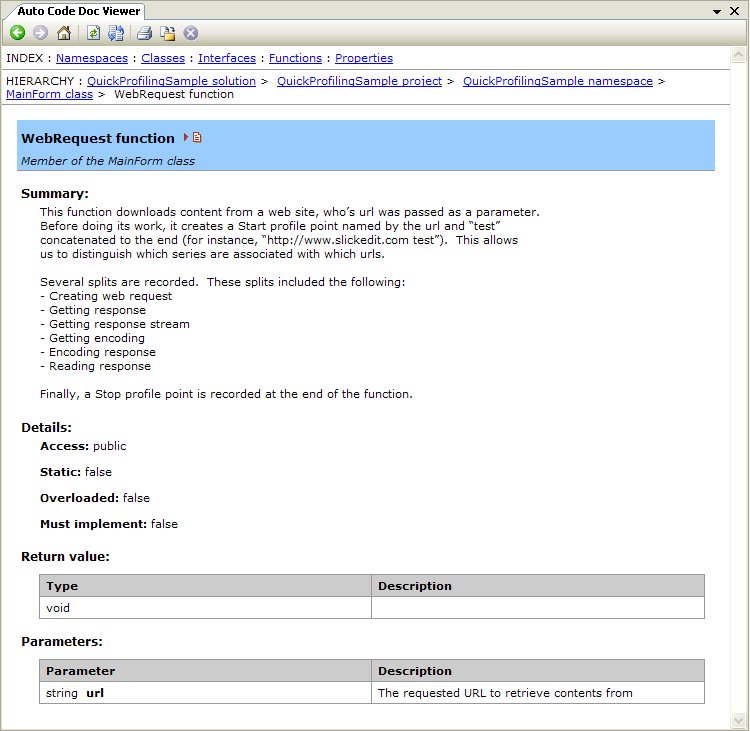 Auto Code Doc Viewer
INDEX : Namespaces : Classes : Interfaces : Functions : Properties
HIERARCHY : QuickProfilingSample solution > QuickProfilingSample project > QuickProfilingSample namespace >
MainForm class > WebRequest function
WebRequest function
Member of the MainForm class
Summary:
This function downloads content from a web site, who's url was passed as a parameter.
Before doing its work, it creates a Start profile point named by the url and “test”
concatenated to the end (for instance, “http://www.slickedit.com test”). This allows
us to distinguish which series are associated with which urls.
Several splits are recorded. These splits included the following:
- Creating web request
- Getting response
- Getting response stream
- Getting encoding
- Encoding response
- Reading response
Finally, a Stop profile point is recorded at the end of the function.
Details:
Access: public
Static: false
Overloaded: false
Must implement: false
Return value:
Type Description
void
Parameters:
Parameter Description
string url The requested URL to retrieve contents from